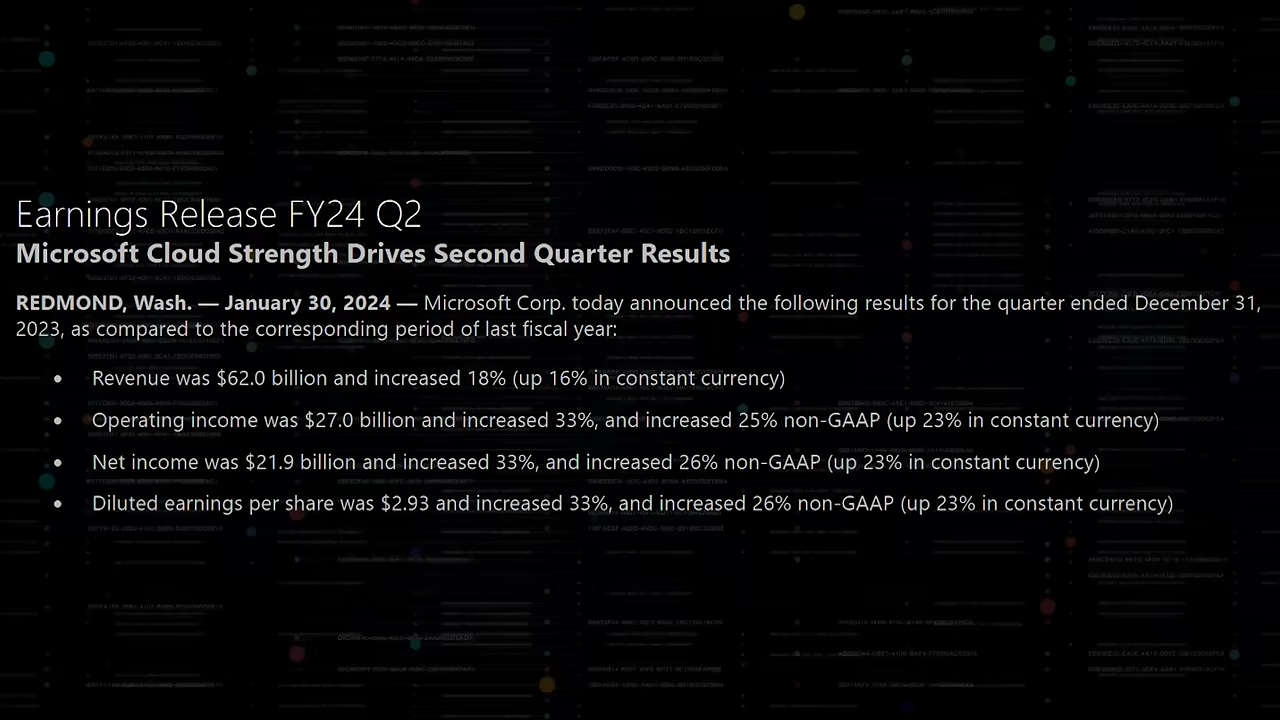 Earnings Release FY24 Q2
Microsoft Cloud Strength Drives Second Quarter Results
REDMOND, Wash. — January 30, 2024 — Microsoft Corp. today announced the following results for the quarter ended December 31,
2023, as compared to the corresponding period of last fiscal year:
• Revenue was $62.0 billion and increased 18% (up 16% in constant currency)
• Operating income was $27.0 billion and increased 33%, and increased 25% non-GAAP (up 23% in constant currency)
• Net income was $21.9 billion and increased 33%, and increased 26% non-GAAP (up 23% in constant currency)
• Diluted earnings per share was $2.93 and increased 33%, and increased 26% non-GAAP (up 23% in constant currency)